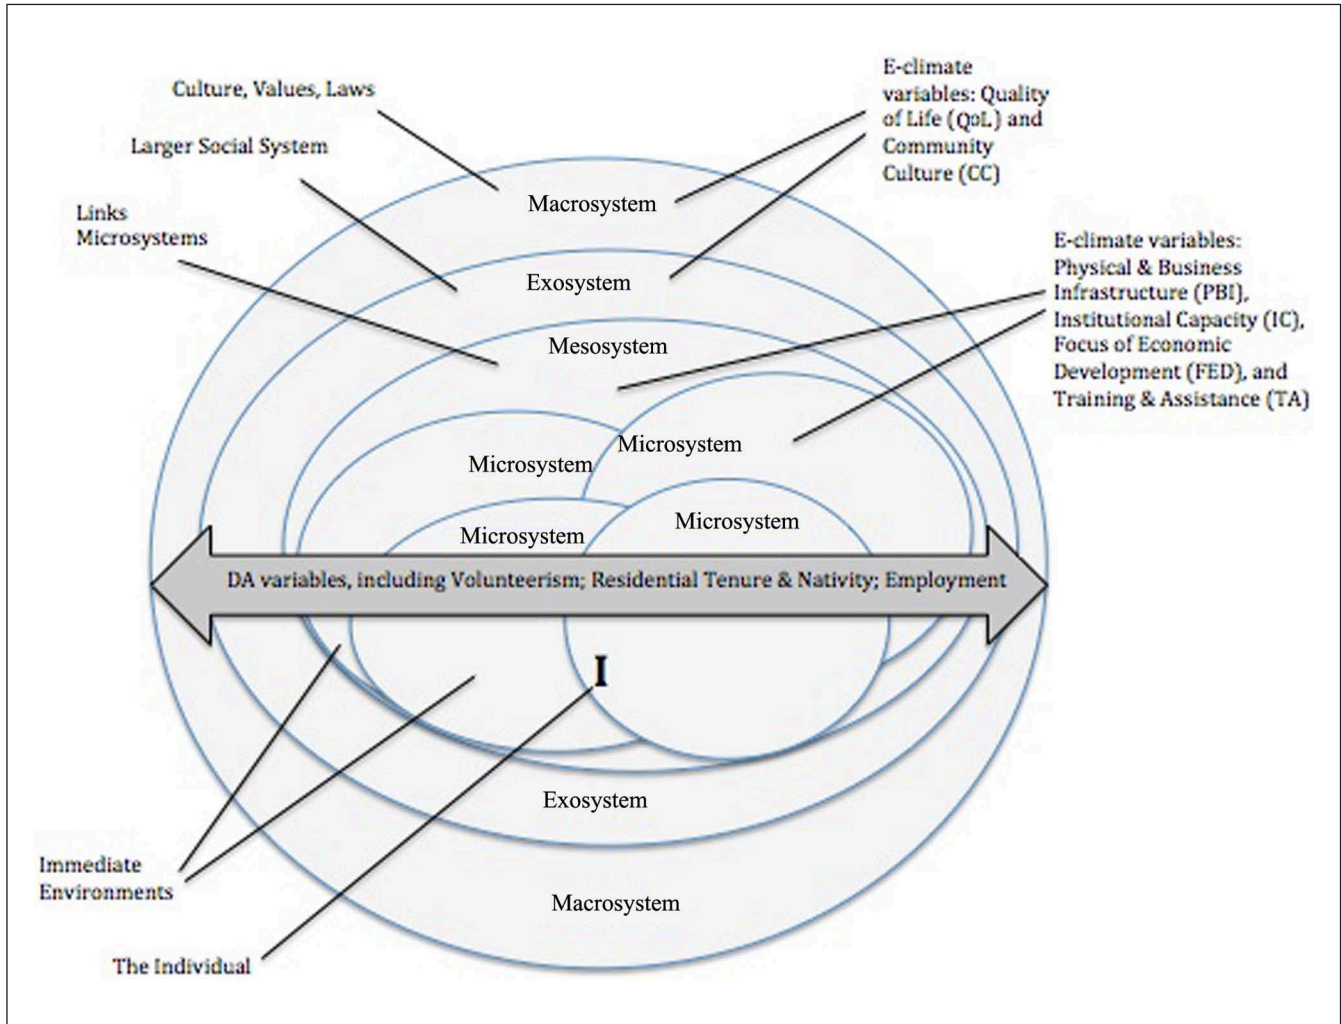 Culture, Values, Laws
Larger Social System
Links
Microsystems
E-climate
variables: Quality
of Life (QoL) and
Community
Culture (CC)
E-climate variables:
Physical & Business
Infrastructure (PBI),
Institutional Capacity (IC),
Focus of Economic
Development (FED), and
Training & Assistance (TA)
Macrosystem
Exosystem
Mesosystem
Microsystem
Microsystem
Microsystem
Microsystem
DA variables, including Volunteerism; Residential Tenure & Nativity; Employment
I
Exosystem
Macrosystem
Immediate
Environments
The Individual